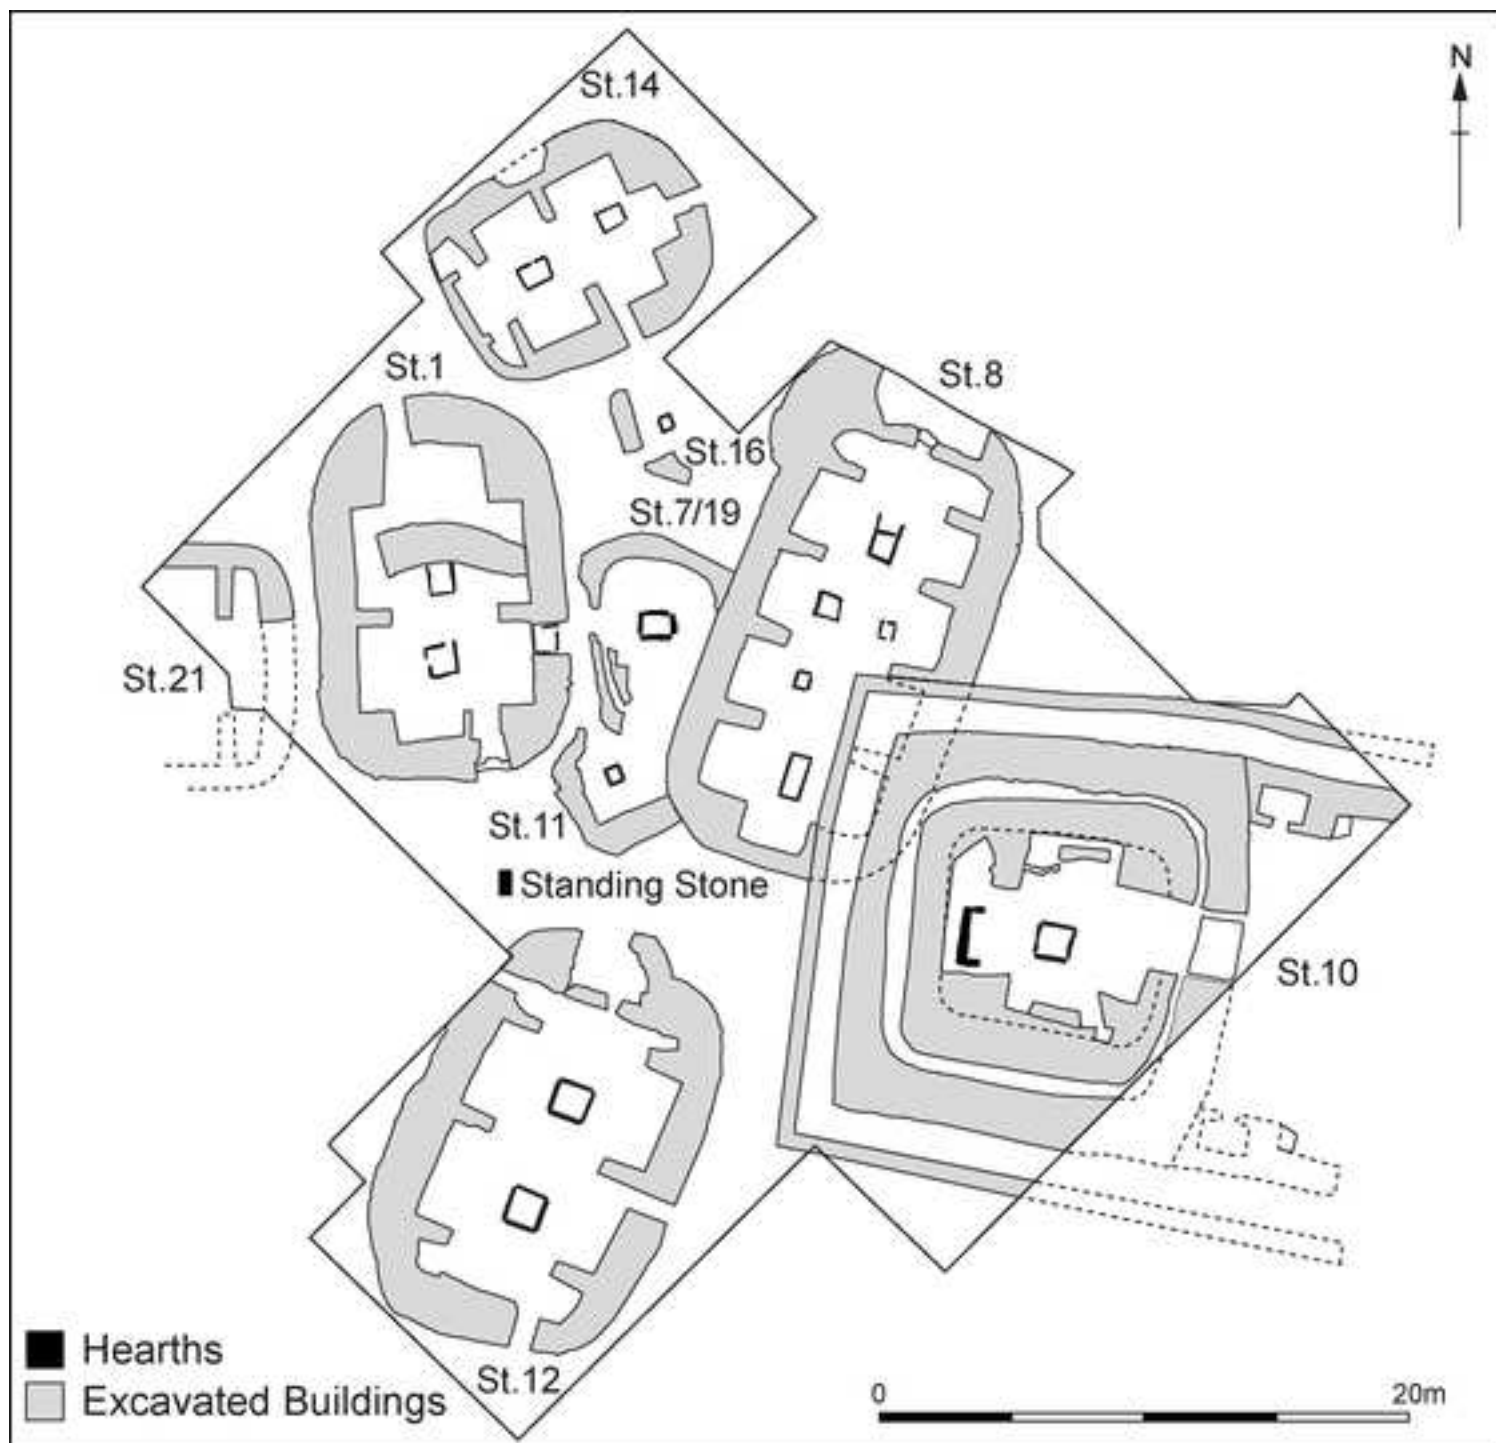 N
St.14
St.1
St.8
St.16
St.7/19
St.21
St.11
Standing Stone
St.10
Hearths
Excavated Buildings
St.12
0 20m